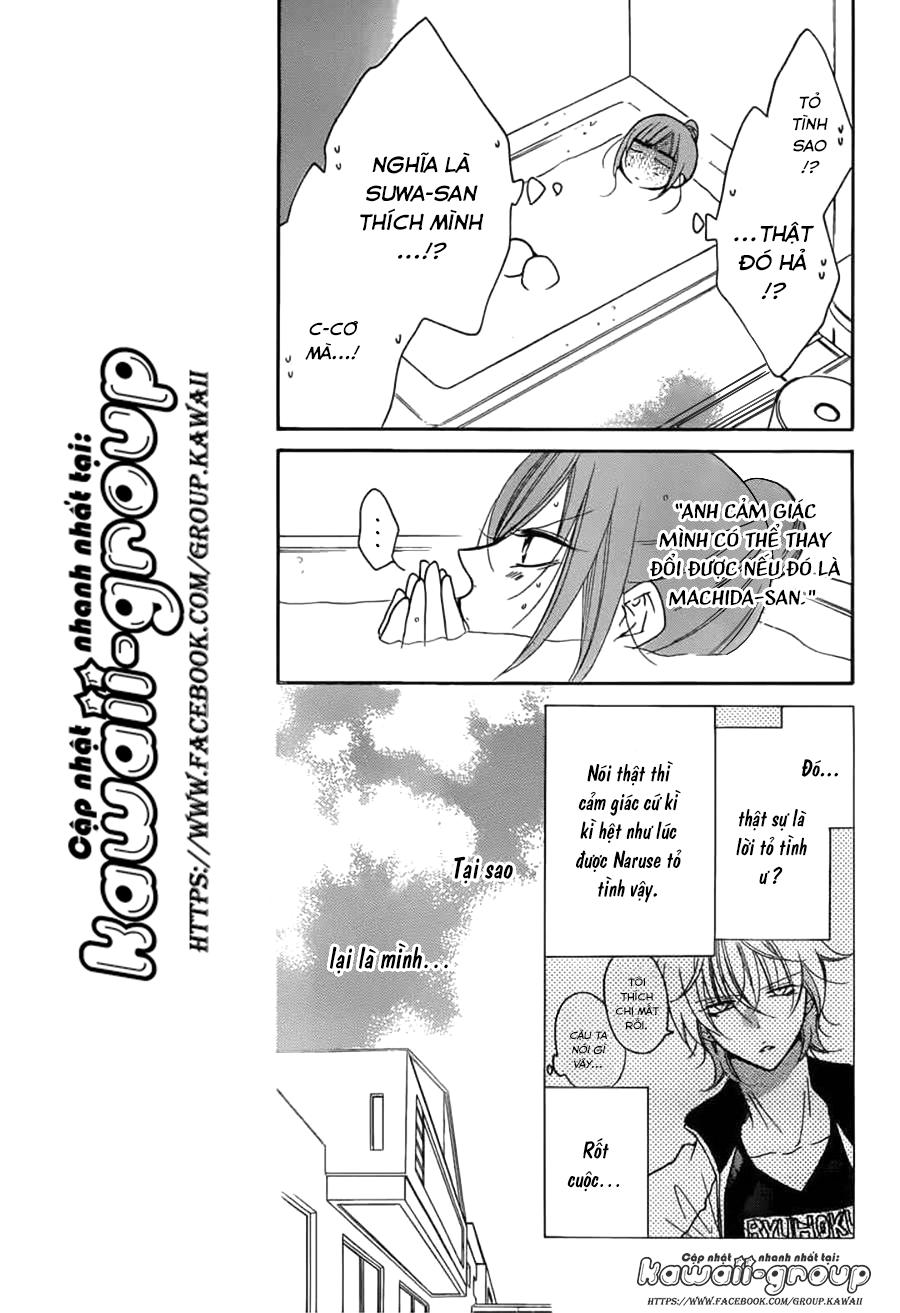 TỎ
TÌNH
SAO
!?
...THẬT
ĐÓ HẢ
!?
NGHĨA LÀ
SUWA-SAN
THÍCH MÌNH
...!?
C-CƠ
MÀ...!
"ANH CẢM GIÁC
MÌNH CÓ THỂ THAY
ĐỔI ĐƯỢC NẾU ĐÓ LÀ
MACHIDA-SAN."
...
Đó...
thật sự là
lời tỏ tình
ư?
Nói thật thì
cảm giác cứ kì
kì hệt như lúc
được Naruse tỏ
tình vậy.
TÔI
THÍCH
CHỊ MẤT
RỒI.
CẬU TA
NÓI GÌ
VẬY...
RYUHOKU
Rốt
cuộc...
Tại sao
lại là mình...
Cập nhật nhanh nhất tại:
kawaii-group
HTTPS://WWW.FACEBOOK.COM/GROUP.KAWAII
Cập nhật nhanh nhất tại:
kawaii-group
HTTPS://WWW.FACEBOOK.COM/GROUP.KAWAII